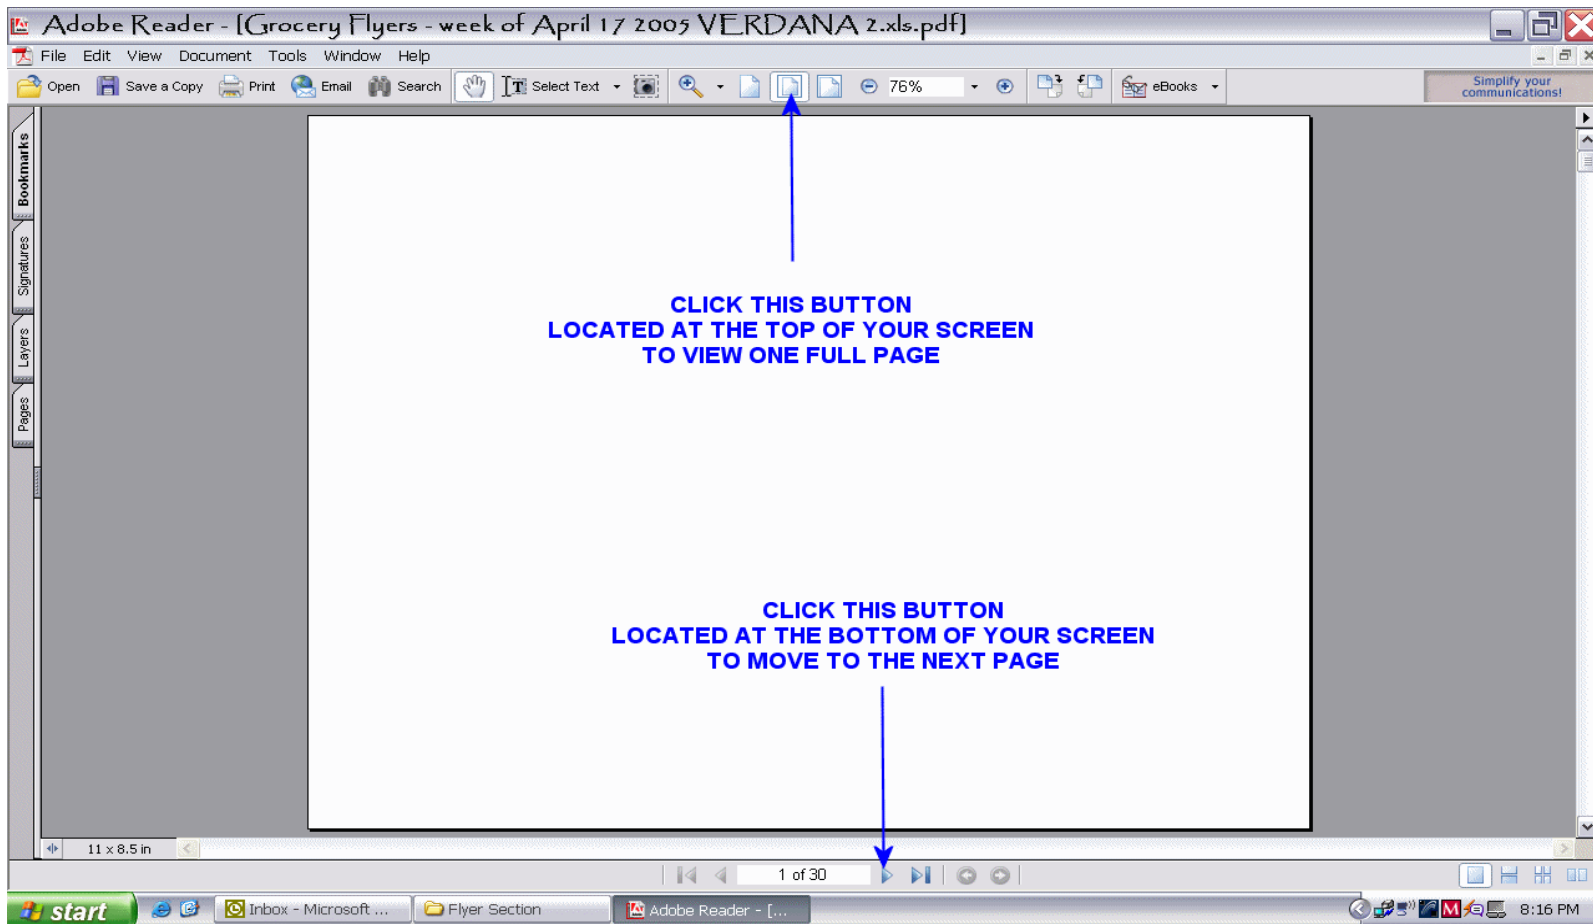 Adobe Reader - [Grocery Flyers - week of April 17 2005 VERDANA 2.xls.pdf]
File Edit View Document Tools Window Help
Open Save a Copy Print Email Search Select Text 76% eBooks
Simplify your
communications!
Bookmarks
Signatures
Layers
Pages
CLICK THIS BUTTON
LOCATED AT THE TOP OF YOUR SCREEN
TO VIEW ONE FULL PAGE
CLICK THIS BUTTON
LOCATED AT THE BOTTOM OF YOUR SCREEN
TO MOVE TO THE NEXT PAGE
11 x 8.5 in
1 of 30
start Inbox - Microsoft ... Flyer Section Adobe Reader - [... 8:16 PM